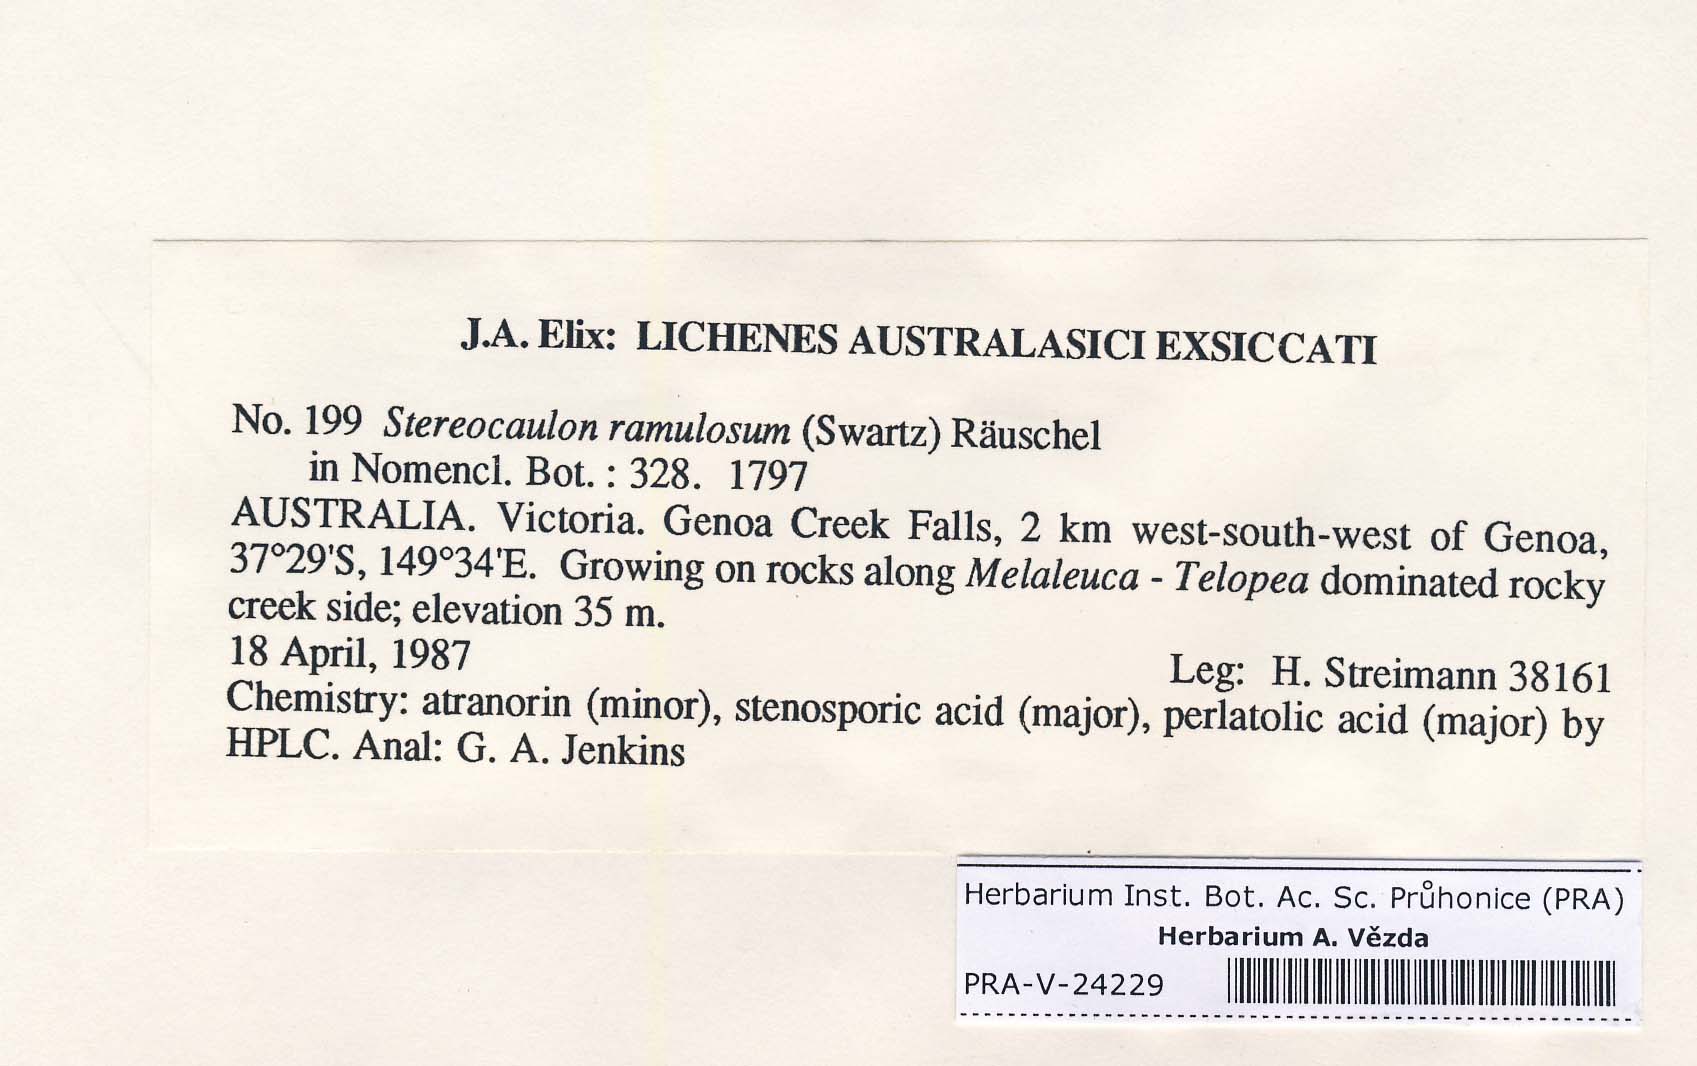 J.A. Elix: LICHENES AUSTRALASICI EXSICCATI
No. 199 Stereocaulon ramulosum (Swartz) Räuschel
in Nomencl. Bot. : 328. 1797
AUSTRALIA. Victoria. Genoa Creek Falls, 2 km west-south-west of Genoa,
37°29'S, 149°34'E. Growing on rocks along Melaleuca - Telopea dominated rocky
creek side; elevation 35 m.
18 April, 1987 Leg: H. Streimann 38161
Chemistry: atranorin (minor), stenosporic acid (major), perlatolic acid (major) by
HPLC. Anal: G. A. Jenkins
Herbarium Inst. Bot. Ac. Sc. Průhonice (PRA)
Herbarium A. Vězda
PRA-V-24229